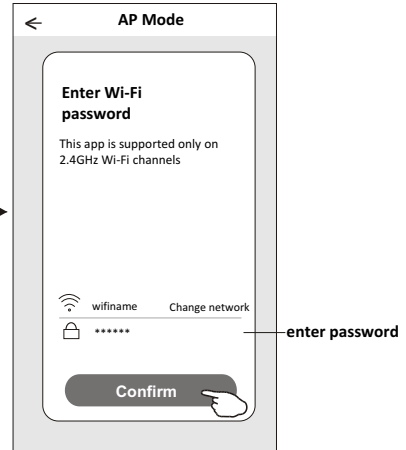 AP Mode
Enter Wi-Fi
password
This app is supported only on
2.4GHz Wi-Fi channels
wifiname Change network
******
enter password
Confirm